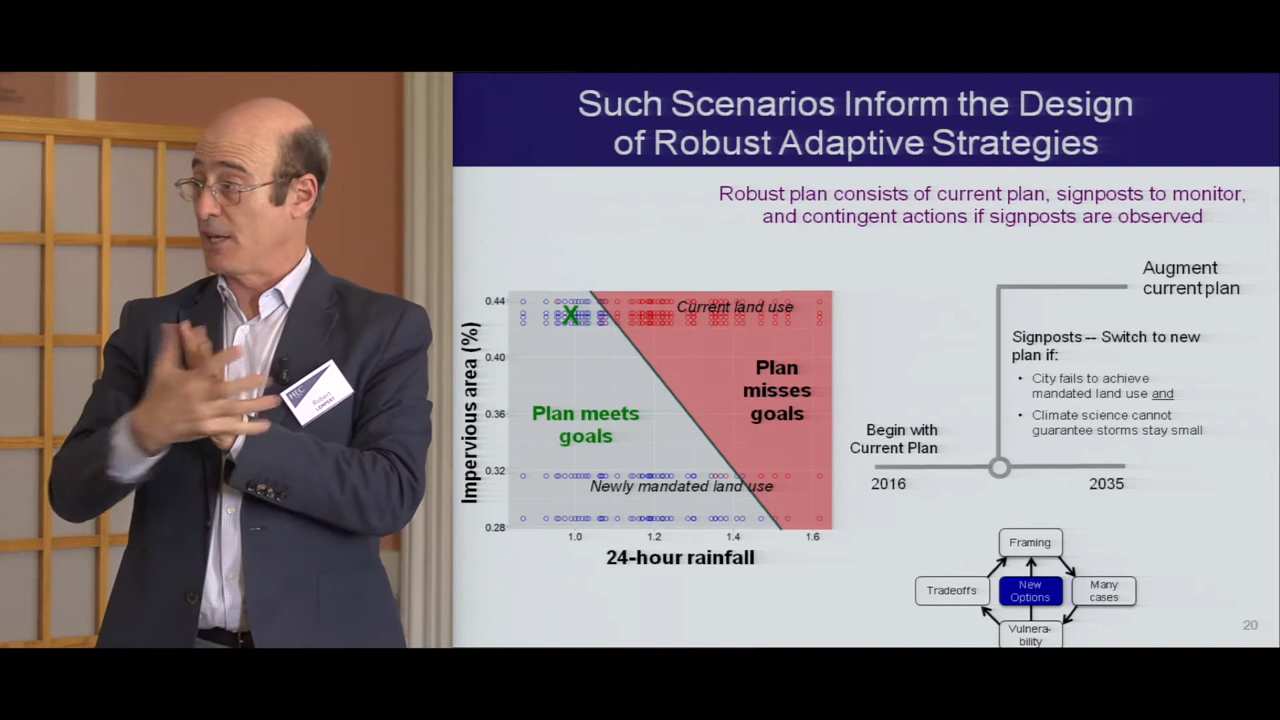 Such Scenarios Inform the Design
of Robust Adaptive Strategies
Robust plan consists of current plan, signposts to monitor,
and contingent actions if signposts are observed
Impervious area (%)
0.44
0.40
0.36
0.32
0.28
X
Current land use
Plan
misses
goals
Plan meets
goals
Newly mandated land use
1.0
1.2
1.4
1.6
24-hour rainfall
Augment
current plan
Signposts -- Switch to new
plan if:
• City fails to achieve
mandated land use and
• Climate science cannot
guarantee storms stay small
Begin with
Current Plan
2016
2035
Framing
Tradeoffs
New
Options
Many
cases
Vulnera-
bility
20
HEC
Robert
LEMPERT